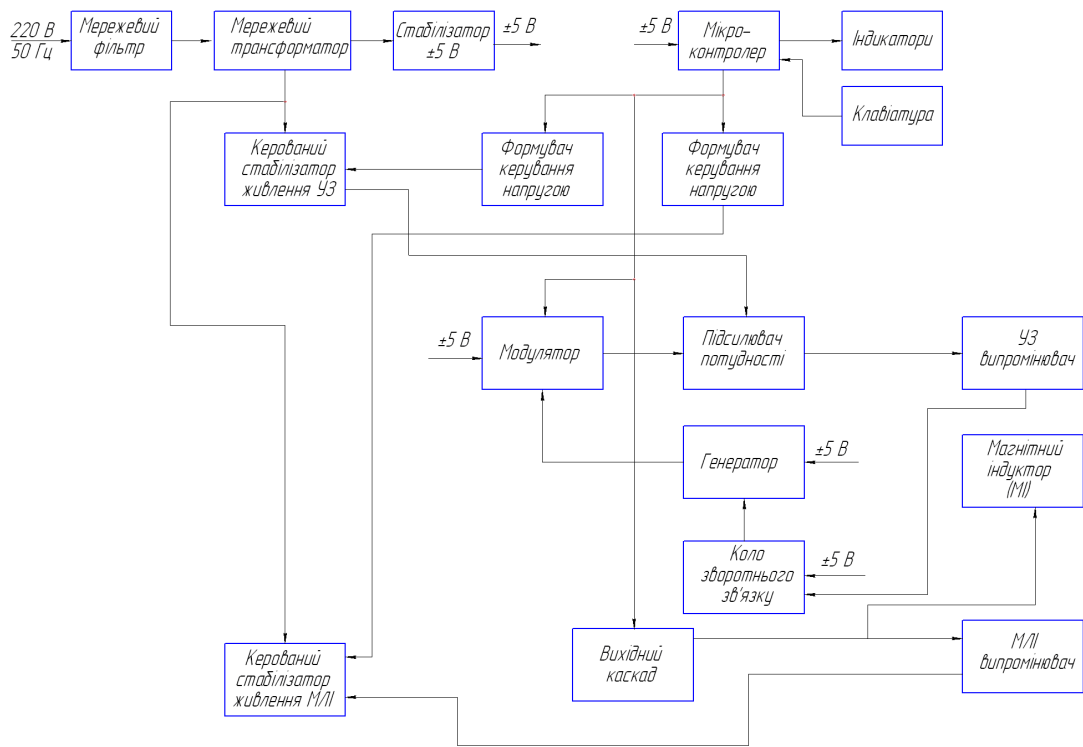 220 В
50 Гц
Мережевий
фільтр
Мережевий
трансформатор
Стабілізатор
±5 В
±5 В
±5 В
Мікро-
контролер
Індикатори
Клавіатура
Керований
стабілізатор
живлення УЗ
Формувач
керування
напругою
Формувач
керування
напругою
±5 В
Модулятор
Підсилювач
потудності
УЗ
випромінювач
Генератор
±5 В
Магнітний
індуктор
(МІ)
Коло
зворотнього
зв'язку
±5 В
Керований
стабілізатор
живлення МЛІ
Вихідний
каскад
МЛІ
випромінювач